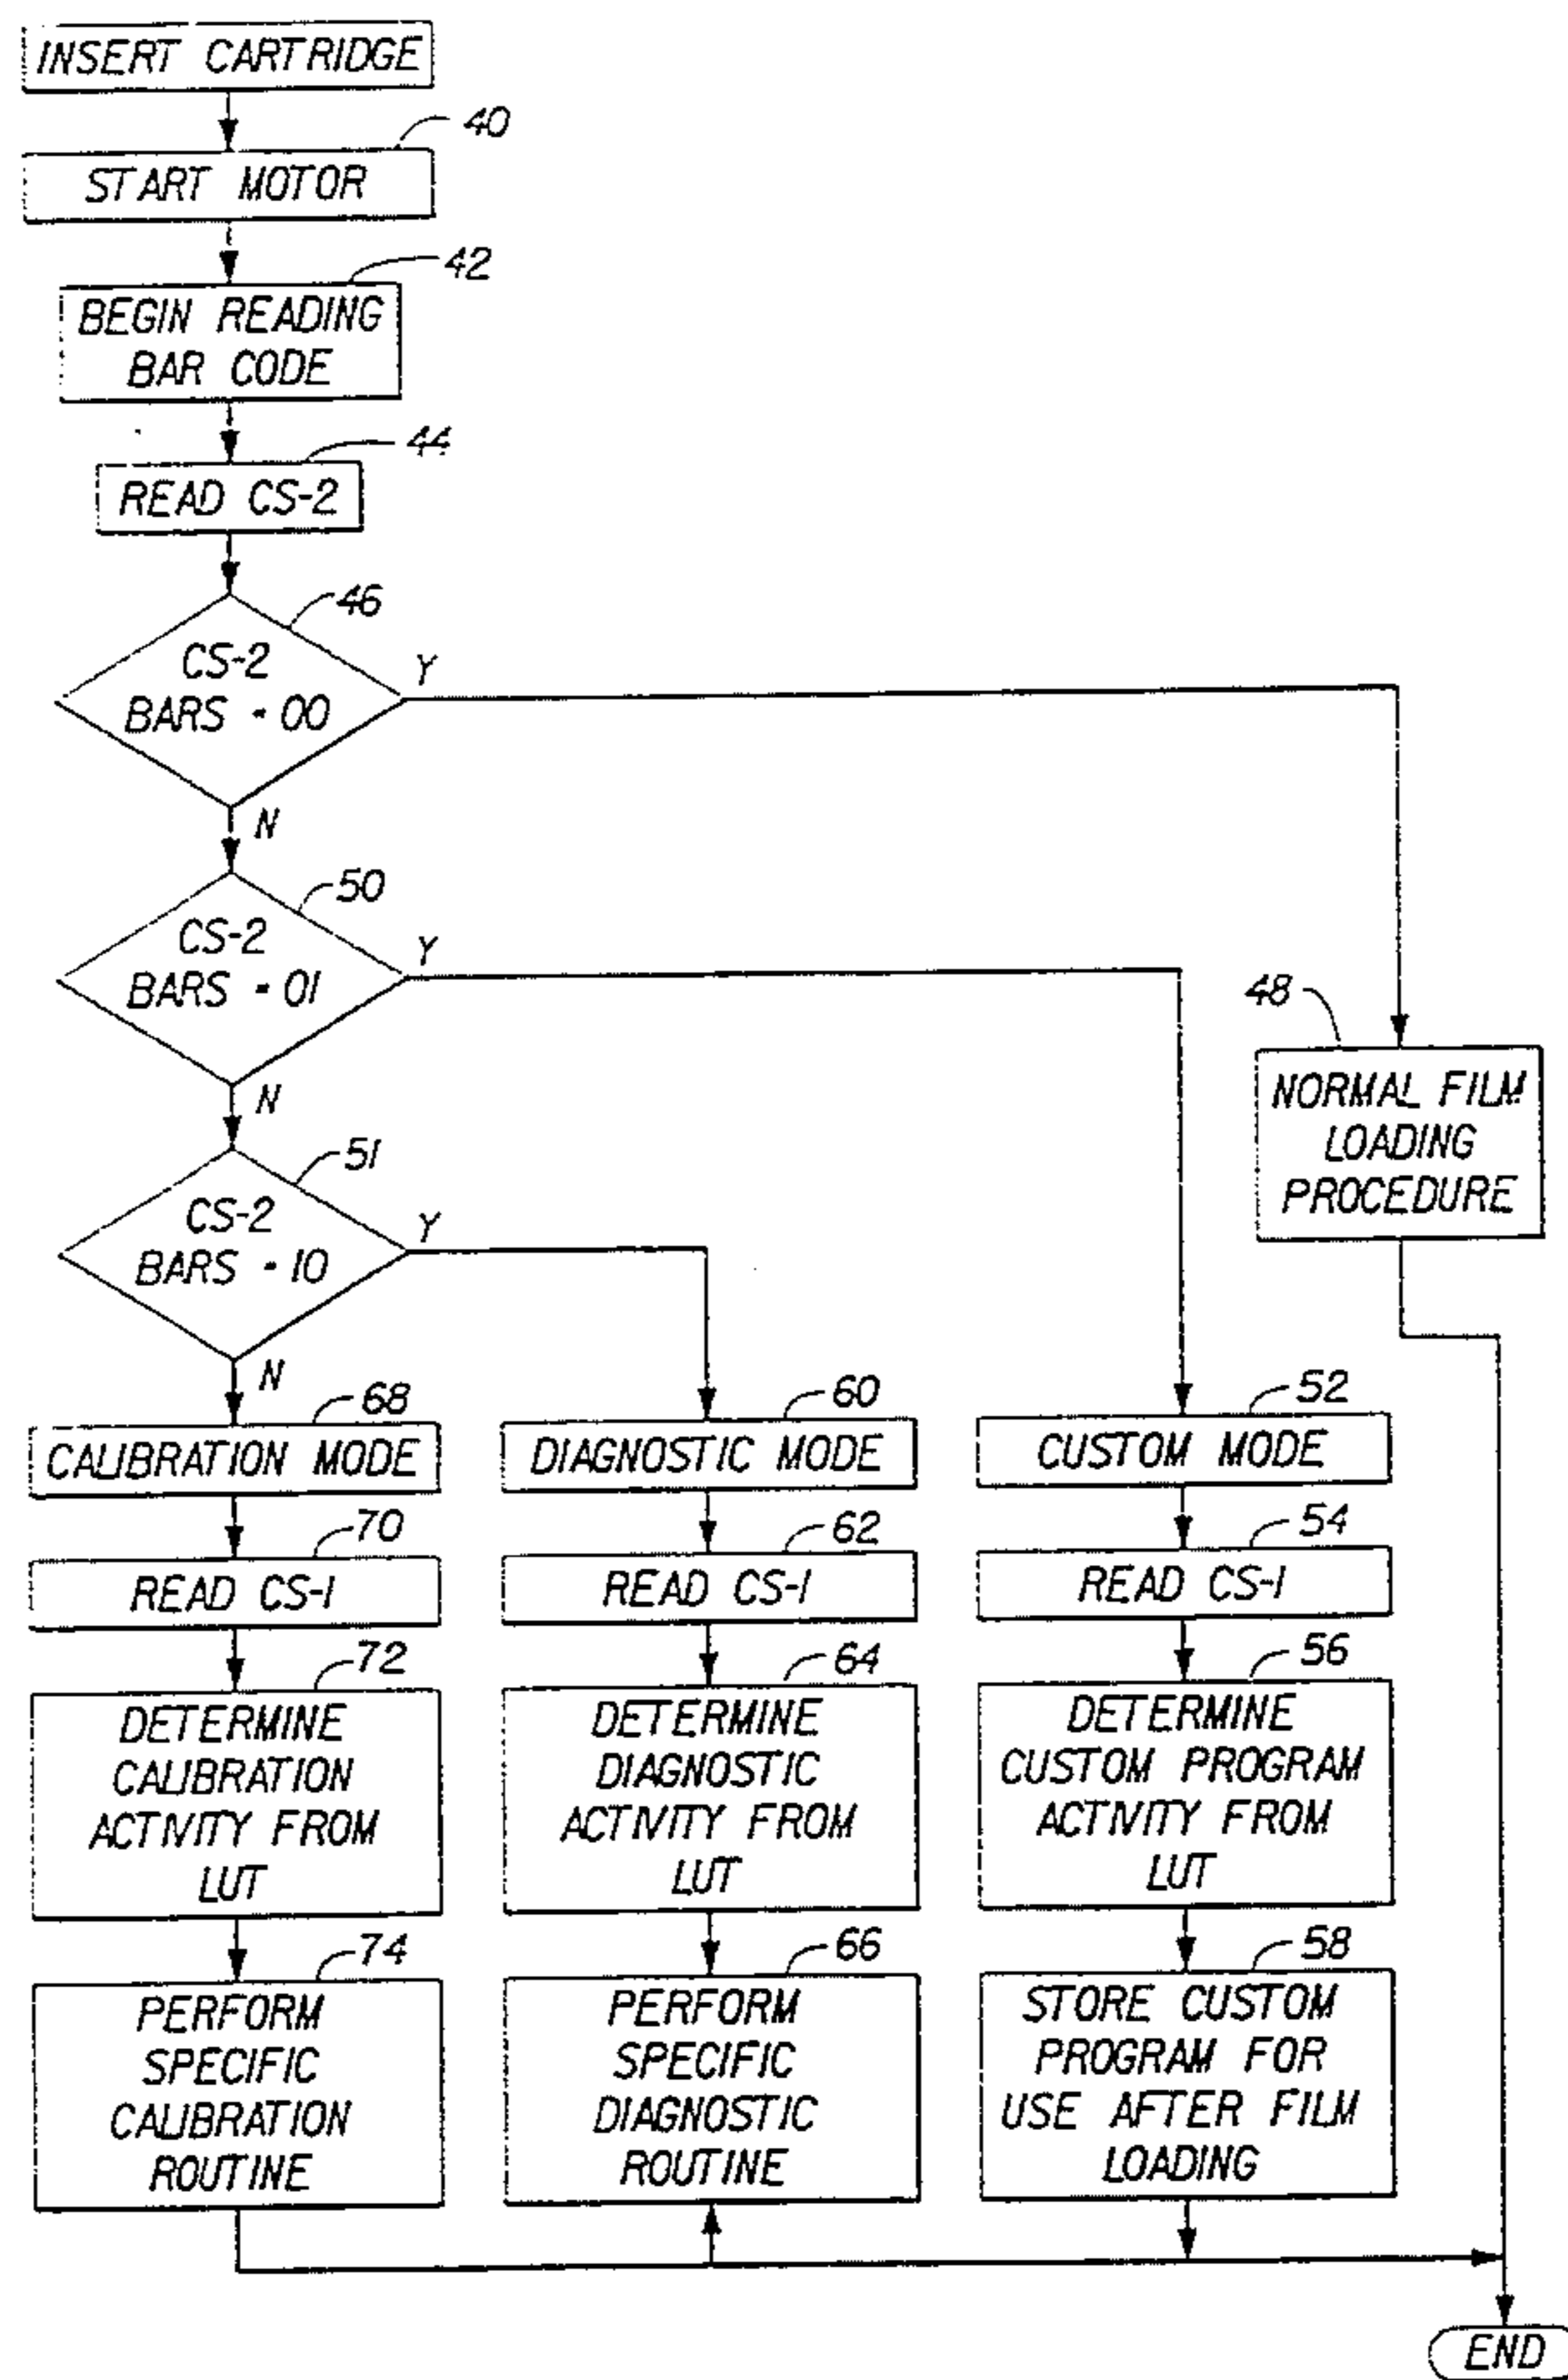 INSERT CARTRIDGE
40
START MOTOR
42
BEGIN READING
BAR CODE
44
READ CS-2
46
CS-2
BARS = 00
Y
N
50
CS-2
BARS = 01
Y
N
48
NORMAL FILM
LOADING
PROCEDURE
51
CS-2
BARS = 10
Y
N
68
CALIBRATION MODE
70
READ CS-1
72
DETERMINE
CALIBRATION
ACTIVITY FROM
LUT
74
PERFORM
SPECIFIC
CALIBRATION
ROUTINE
60
DIAGNOSTIC MODE
62
READ CS-1
64
DETERMINE
DIAGNOSTIC
ACTIVITY FROM
LUT
66
PERFORM
SPECIFIC
DIAGNOSTIC
ROUTINE
52
CUSTOM MODE
54
READ CS-1
56
DETERMINE
CUSTOM PROGRAM
ACTIVITY FROM
LUT
58
STORE CUSTOM
PROGRAM FOR
USE AFTER FILM
LOADING
END